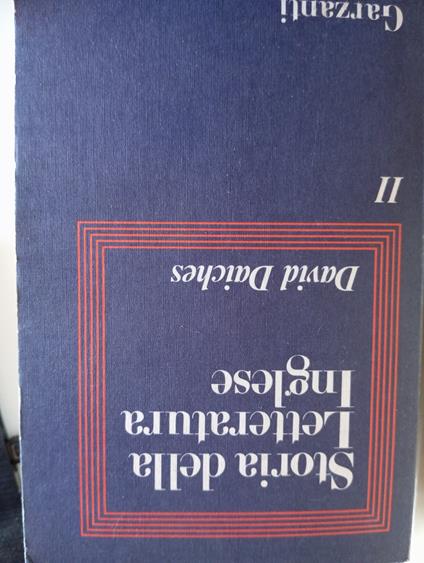 Storia della
Letteratura
Inglese
David Daiches
II
Garzanti